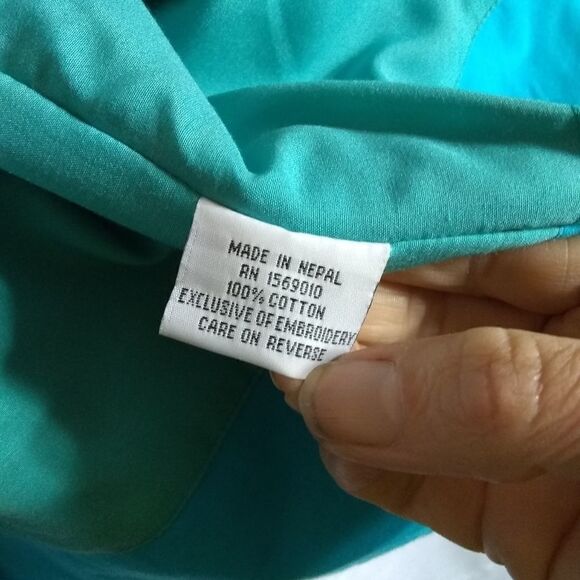 MADE IN NEPAL
RN 1569010
100% COTTON
EXCLUSIVE OF EMBROIDERY
CARE ON REVERSE